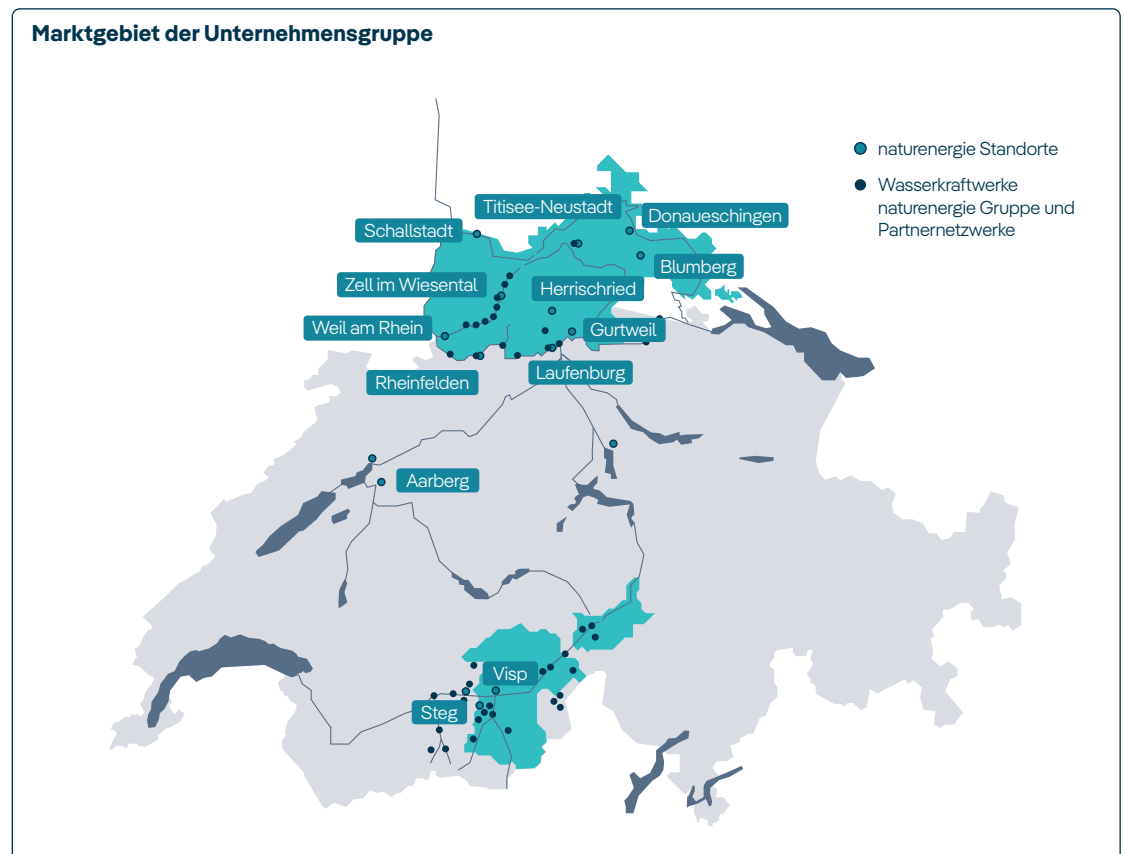 Marktgebiet der Unternehmensgruppe
naturenergie Standorte
Wasserkraftwerke
naturenergie Gruppe und
Partnernetzwerke
Titisee-Neustadt
Donaueschingen
Schallstadt
Blumberg
Zell im Wiesental
Herrischried
Weil am Rhein
Gurtweil
Rheinfelden
Laufenburg
Aarberg
Visp
Steg